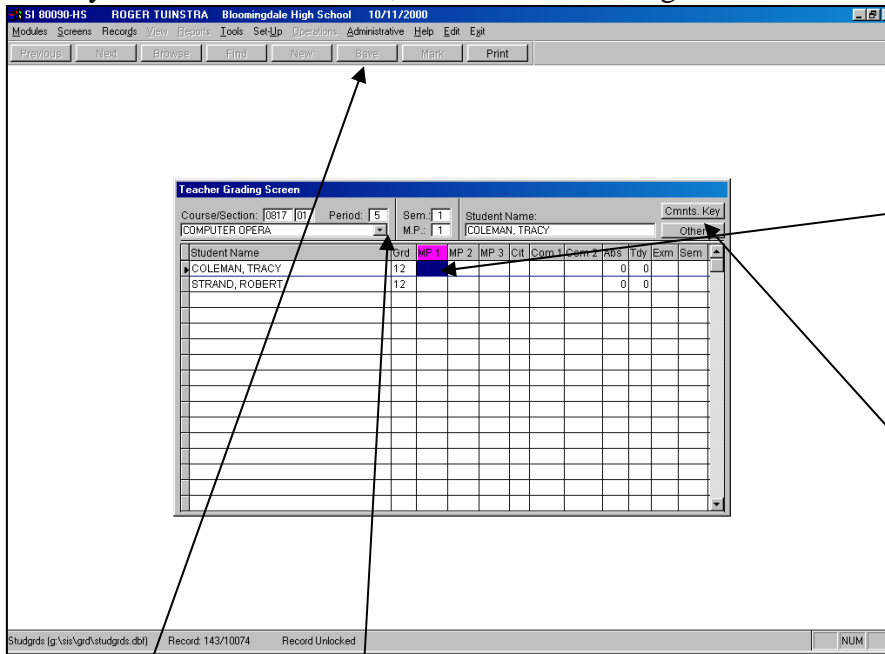 SI 80090-HS ROGER TUINSTRA Bloomingdale High School 10/11/2000
Modules Screens Records View Reports Tools Set-Up Operations Administrative Help Edit Exit
Previous Next Browse Find New Save Mark Print
Teacher Grading Screen
Course/Section: 0817 01 Period: 5 Sem.: 1 Student Name: Cmnts. Key
COMPUTER OPERA M.P.: 1 COLEMAN, TRACY Other
Student Name Grd MP 1 MP 2 MP 3 Cit Com 1 Com 2 Abs Tdy Exm Sem
COLEMAN, TRACY 12 0 0
STRAND, ROBERT 12 0 0
Studgrds (g:\sis\grd\studgrds.dbf) Record: 143/10074 Record Unlocked NUM